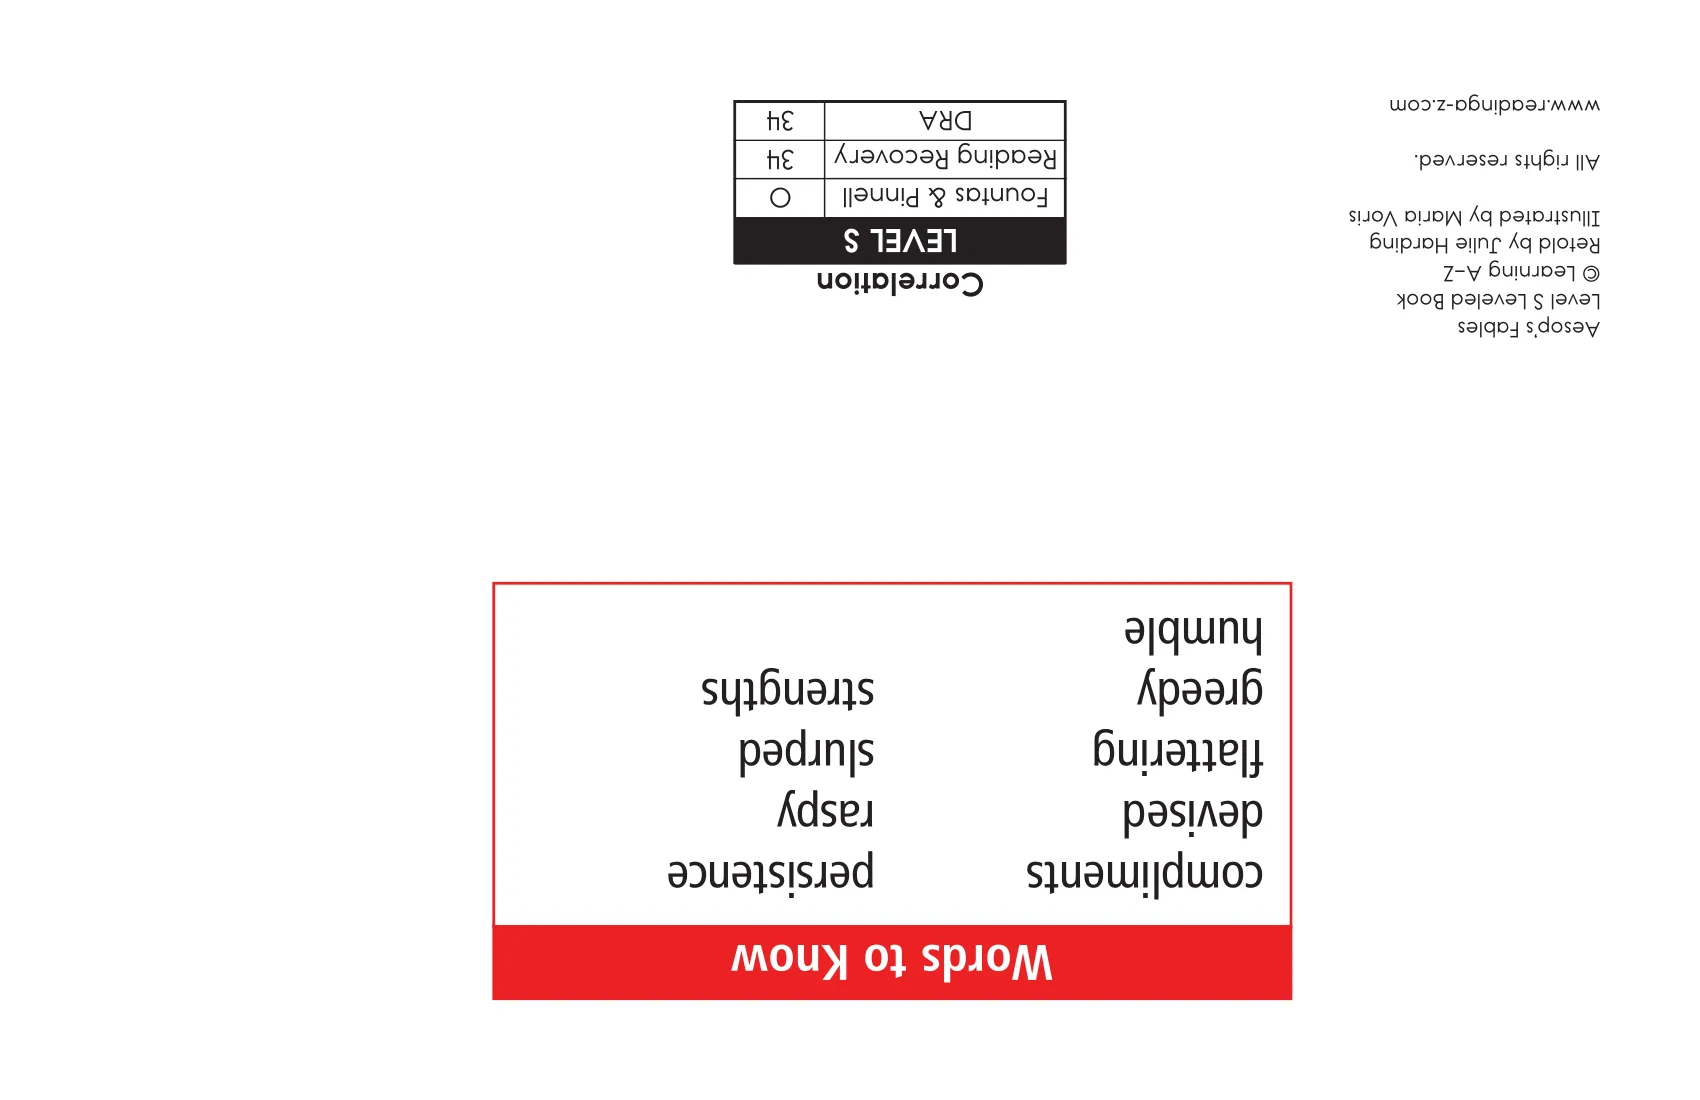 Words to Know
compliments
devised
flattering
greedy
humble
persistence
raspy
slurped
strengths
Aesop's Fables
Level S Leveled Book
© Learning A–Z
Retold by Julie Harding
Illustrated by Maria Voris
All rights reserved.
www.readinga-z.com
Correlation
LEVEL S
Fountas & Pinnell O
Reading Recovery 34
DRA 34